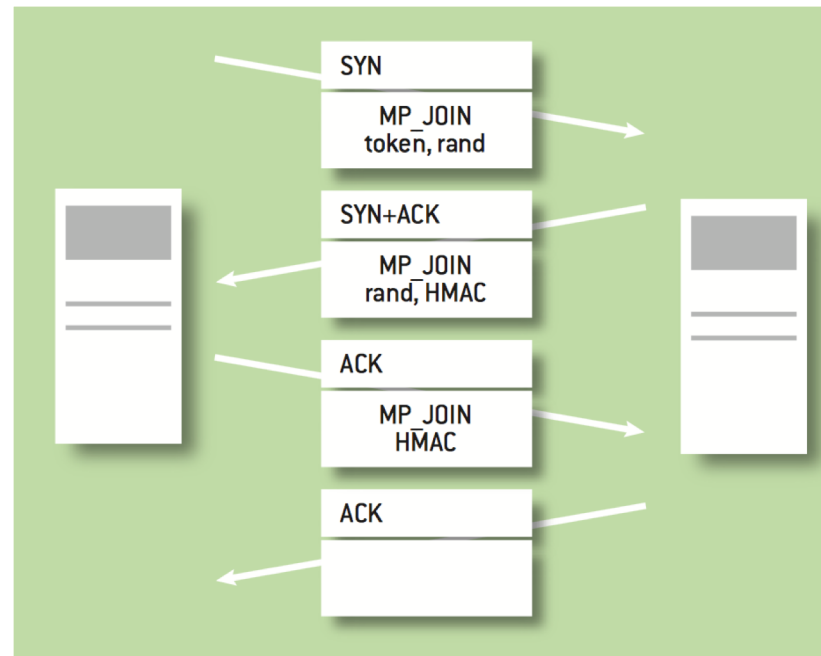 SYN
MP_JOIN
token, rand
SYN+ACK
MP_JOIN
rand, HMAC
ACK
MP_JOIN
HMAC
ACK